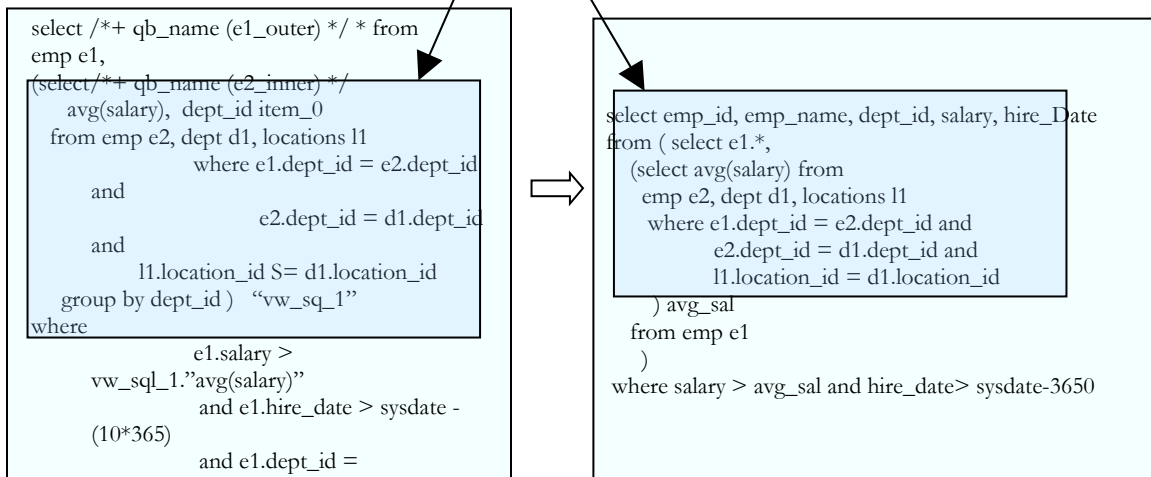 select /*+ qb_name (e1_outer) */ * from
emp e1,
(select/*+ qb_name (e2_inner) */
avg(salary), dept_id item_0
from emp e2, dept d1, locations l1
where e1.dept_id = e2.dept_id
and
e2.dept_id = d1.dept_id
and
l1.location_id S= d1.location_id
group by dept_id ) “vw_sq_1”
where
e1.salary >
vw_sql_1.”avg(salary)”
and e1.hire_date > sysdate -
(10*365)
and e1.dept_id =
select emp_id, emp_name, dept_id, salary, hire_Date
from ( select e1.*,
(select avg(salary) from
emp e2, dept d1, locations l1
where e1.dept_id = e2.dept_id and
e2.dept_id = d1.dept_id and
l1.location_id = d1.location_id
) avg_sal
from emp e1
)
where salary > avg_sal and hire_date> sysdate-3650